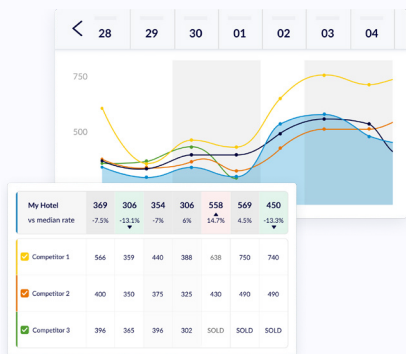 28 29 30 01 02 03 04
750
500
My Hotel 369 306 354 306 558 569 450
vs median rate -7.5% -13.1% -7% 6% 14.7% 4.5% -13.3%
Competitor 1 566 359 440 388 638 750 740
Competitor 2 400 350 375 325 430 490 490
Competitor 3 396 365 396 302 SOLD SOLD SOLD